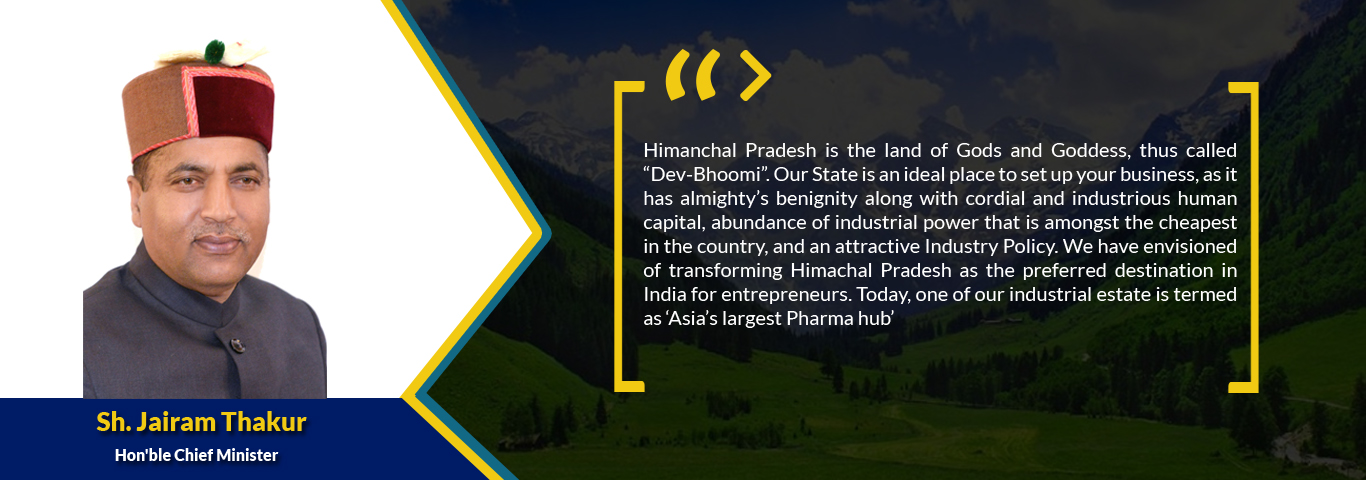 Himanchal Pradesh is the land of Gods and Goddess, thus called
“Dev-Bhoomi”. Our State is an ideal place to set up your business, as it
has almighty’s benignity along with cordial and industrious human
capital, abundance of industrial power that is amongst the cheapest
in the country, and an attractive Industry Policy. We have envisioned
of transforming Himachal Pradesh as the preferred destination in
India for entrepreneurs. Today, one of our industrial estate is termed
as ‘Asia’s largest Pharma hub’
Sh. Jairam Thakur
Hon'ble Chief Minister